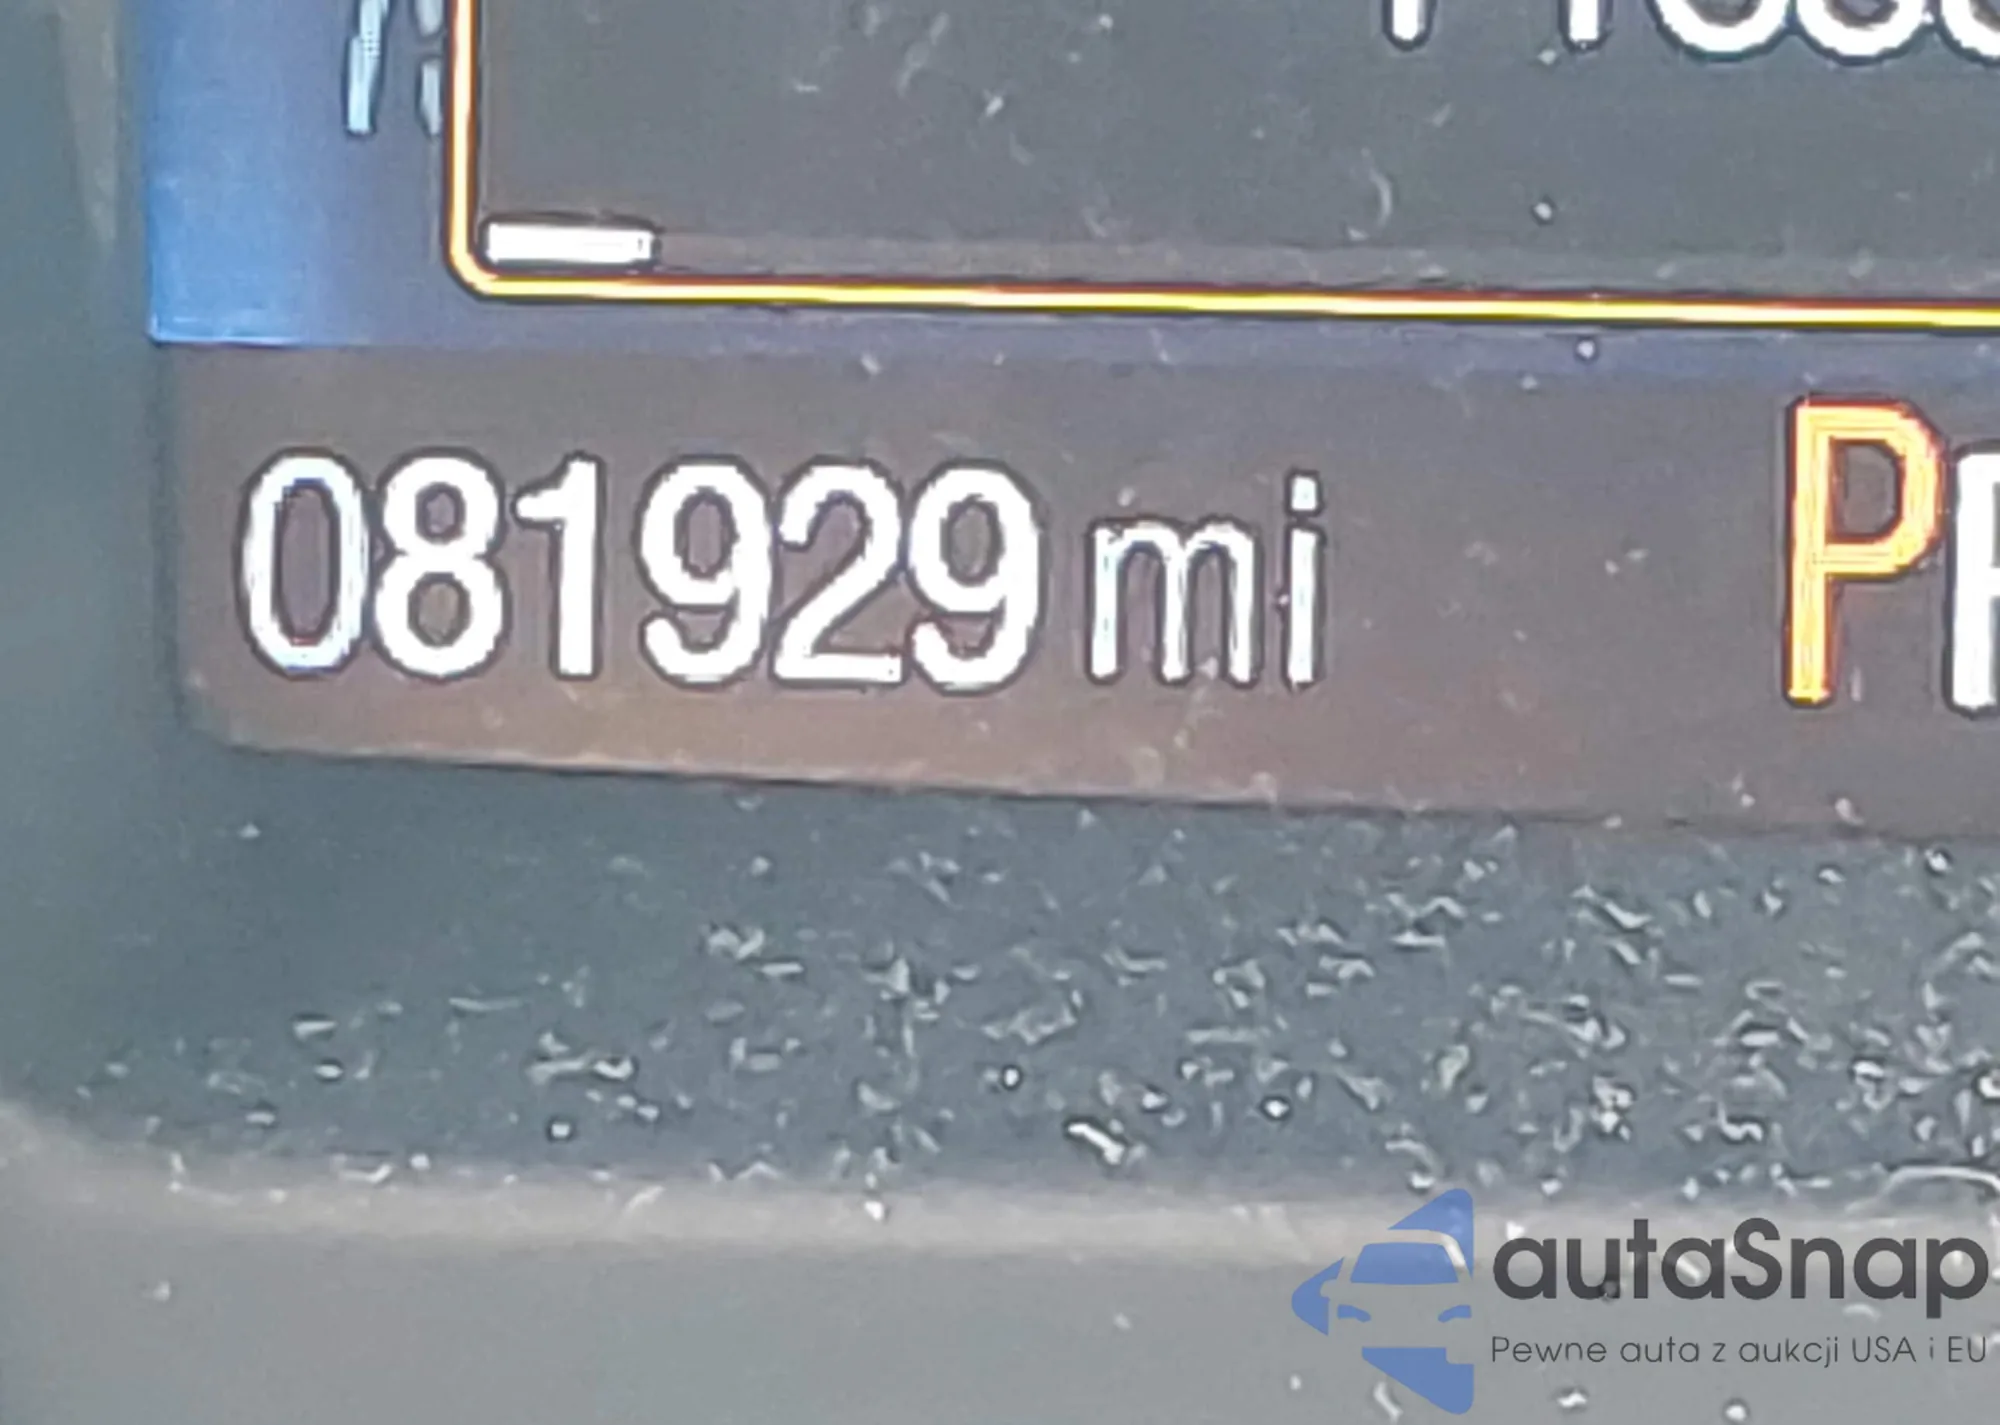 081929 mi P
autaSnap
Pewne auta z aukcji USA i EU